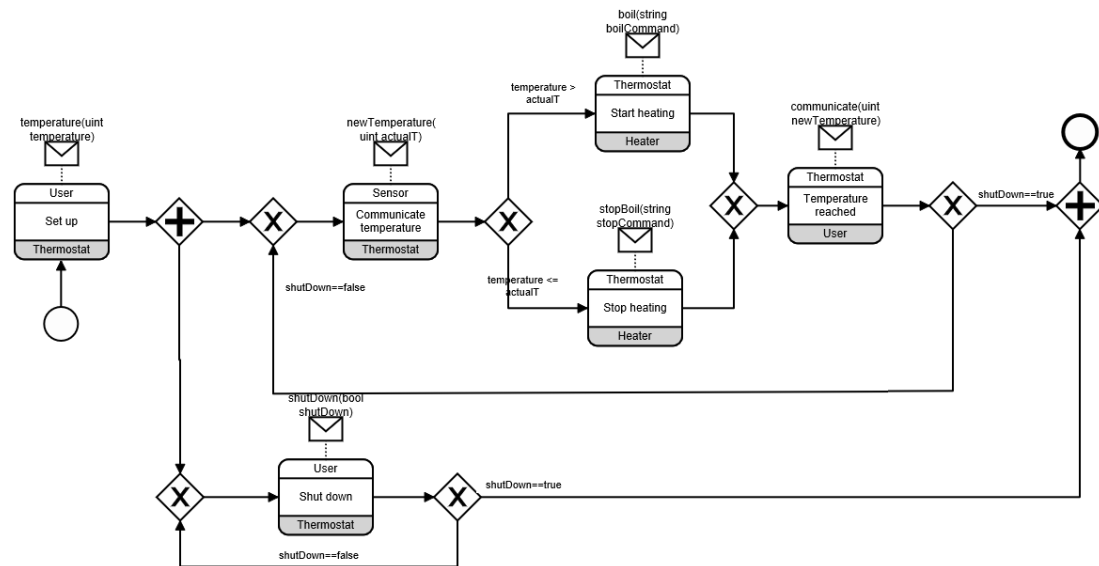 boil(string
boilCommand)
temperature >
actualT
Thermostat
Start heating
Heater
temperature(uint
temperature)
User
Set up
Thermostat
newTemperature(
uint actualT)
Sensor
Communicate
temperature
Thermostat
communicate(uint
newTemperature)
Thermostat
Temperature
reached
User
shutDown==true
stopBoil(string
stopCommand)
temperature <=
actualT
Thermostat
Stop heating
Heater
shutDown==false
shutDown(bool
shutDown)
User
Shut down
Thermostat
shutDown==true
shutDown==false